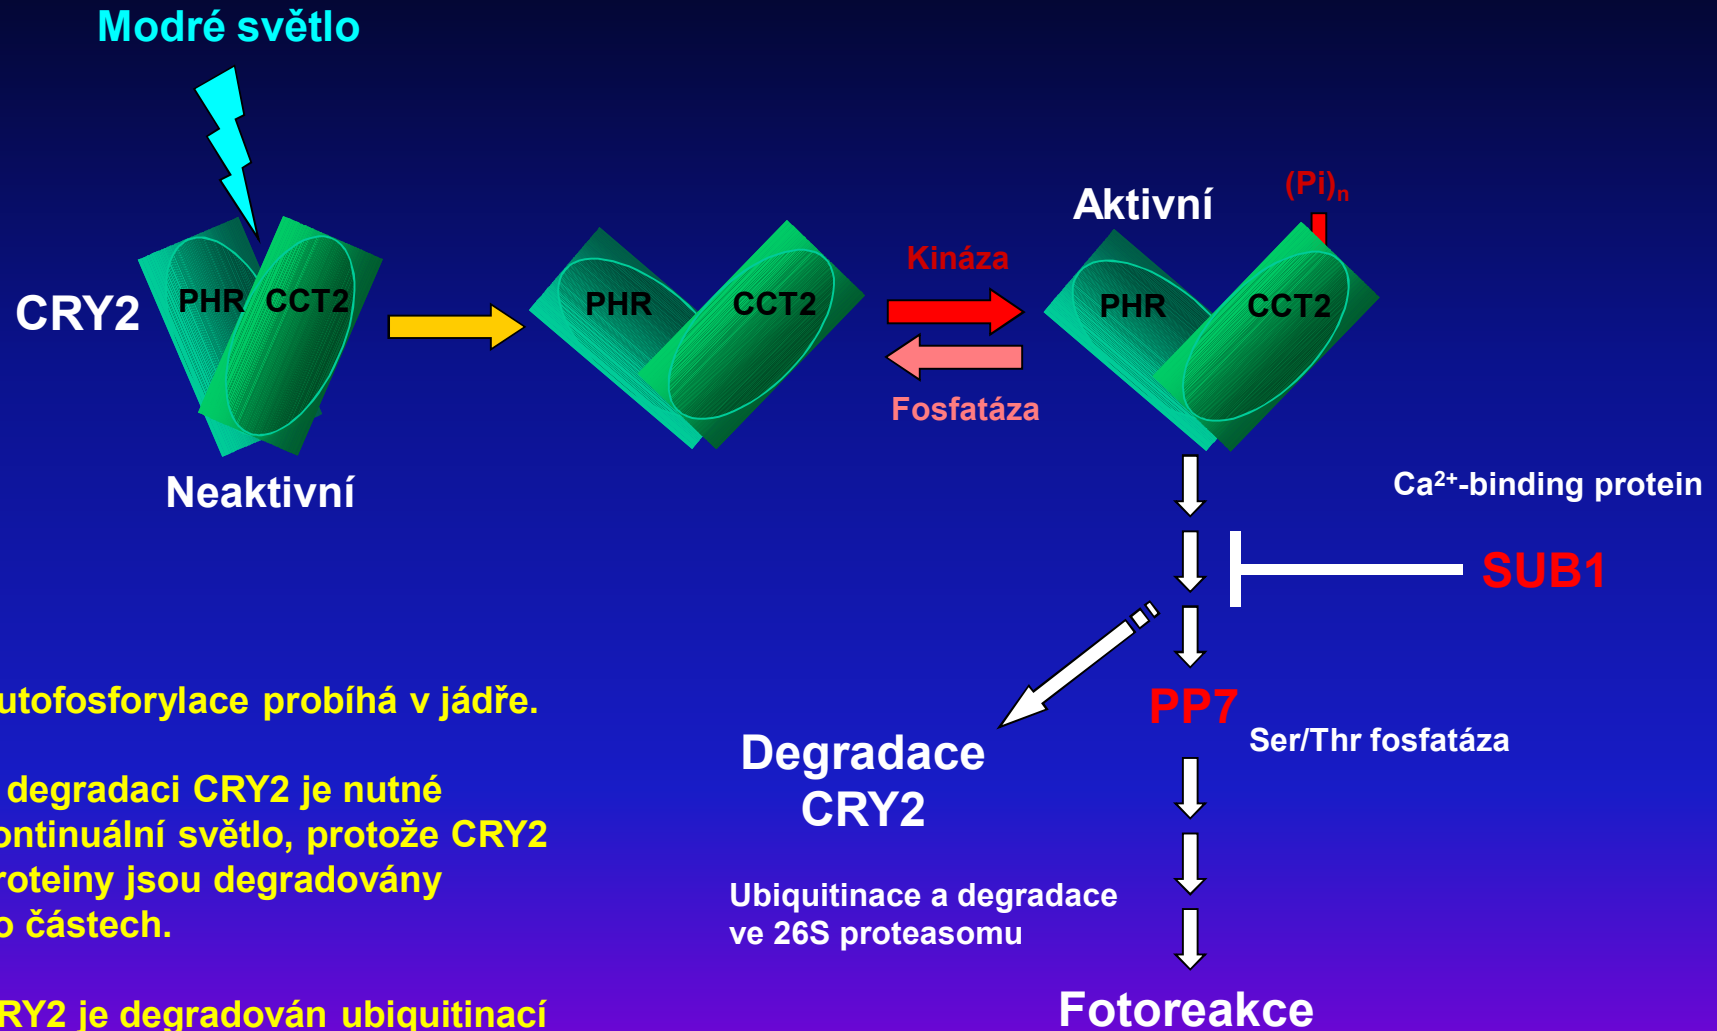 Modré světlo
CRY2
PHR CCT2
Neaktivní
PHR CCT2
Kináza
Fosfatáza
Aktivní
(Pi)n
PHR CCT2
Ca2+-binding protein
SUB1
PP7
Ser/Thr fosfatáza
Degradace
CRY2
Ubiquitinace a degradace
ve 26S proteasomu
Fotoreakce
utofosforylace probíhá v jádře.
degradaci CRY2 je nutné
ontinuální světlo, protože CRY2
roteiny jsou degradovány
o částech.
RY2 je degradován ubiquitinací